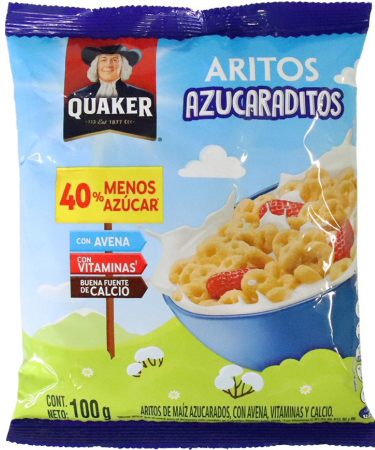 QUAKER
Est 1877
ARITOS
AZUCARADITOS
40% MENOS
AZÚCAR*
CON AVENA
CON
VITAMINAS†
BUENA FUENTE
DE CALCIO
CONT.
NETO: 100g
ARITOS DE MAÍZ AZUCARADOS, CON AVENA, VITAMINAS Y CALCIO.